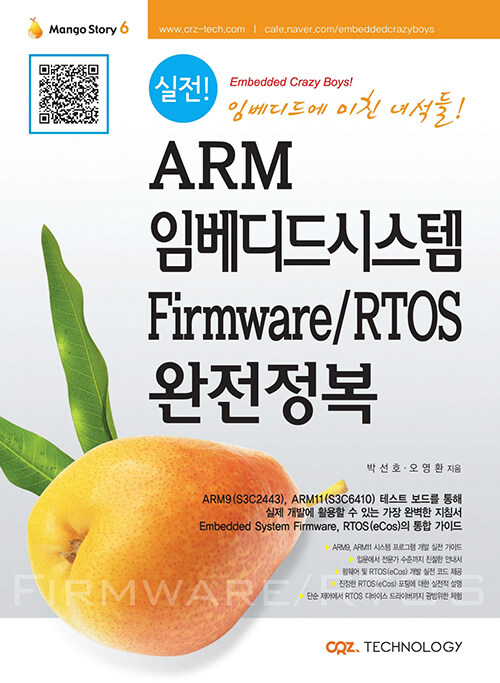 Mango Story 6
www.crz-tech.com | cafe.naver.com/embeddedcrazyboys
실전!
Embedded Crazy Boys!
임베디드에 미친 녀석들!
ARM
임베디드시스템
Firmware/RTOS
완전정복
박선호·오영환 지음
ARM9(S3C2443), ARM11(S3C6410) 테스트 보드를 통해
실제 개발에 활용할 수 있는 가장 완벽한 지침서
Embedded System Firmware, RTOS(eCos)의 통합 가이드
ARM9, ARM11 시스템 프로그램 개발 실전 가이드
입문에서 전문가 수준까지 친절한 안내서
펌웨어 및 RTOS(eCos) 개발 실전 코드 제공
진정한 RTOS(eCos) 포팅에 대한 실전적 설명
단순 제어에서 RTOS 디바이스 드라이버까지 광범위한 체험
FIRMWARE/RTOS
CRZ. TECHNOLOGY